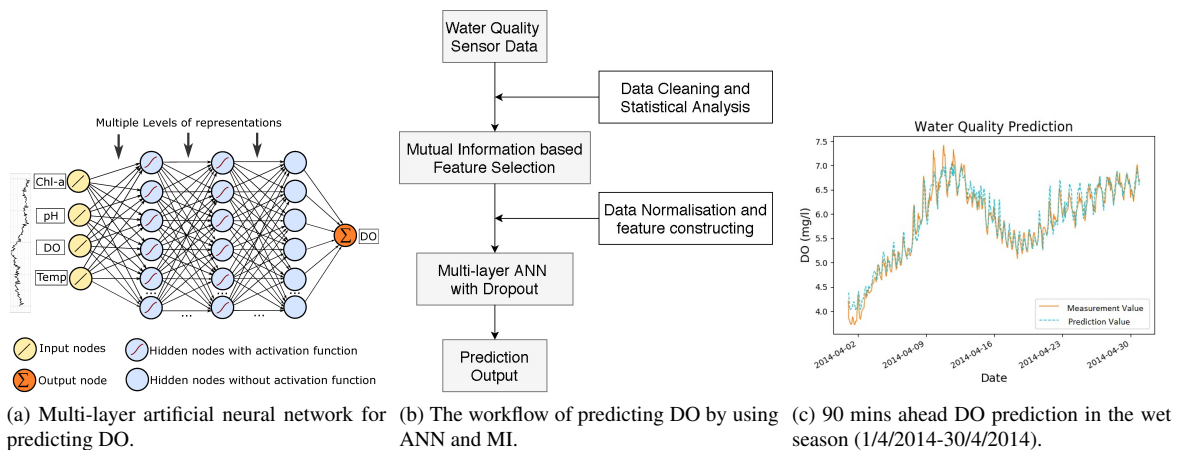 Multiple Levels of representations
Chl-a
pH
DO
Temp
...
...
...
...
...
Σ
DO
Input nodes
Hidden nodes with activation function
Σ
Output node
Hidden nodes without activation function
(a) Multi-layer artificial neural network for
predicting DO.
Water Quality
Sensor Data
Data Cleaning and
Statistical Analysis
Mutual Information based
Feature Selection
Data Normalisation and
feature constructing
Multi-layer ANN
with Dropout
Prediction
Output
(b) The workflow of predicting DO by using
ANN and MI.
Water Quality Prediction
DO (mg/l)
7.5
7.0
6.5
6.0
5.5
5.0
4.5
4.0
Measurement Value
Prediction Value
2014-04-02
2014-04-09
2014-04-16
2014-04-23
2014-04-30
Date
(c) 90 mins ahead DO prediction in the wet
season (1/4/2014-30/4/2014).